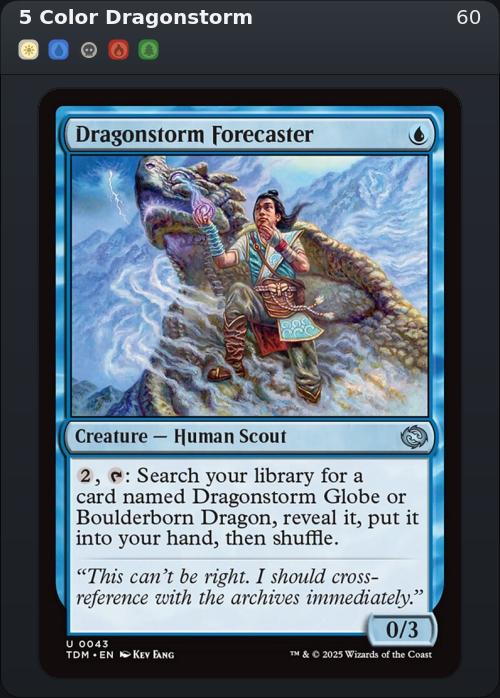 5 Color Dragonstorm 60
Dragonstorm Forecaster
Creature — Human Scout
2, : Search your library for a
card named Dragonstorm Globe or
Boulderborn Dragon, reveal it, put it
into your hand, then shuffle.
“This can’t be right. I should cross-
reference with the archives immediately.”
0/3
U 0043
TDM • EN Kev Fang
™ & © 2025 Wizards of the Coast